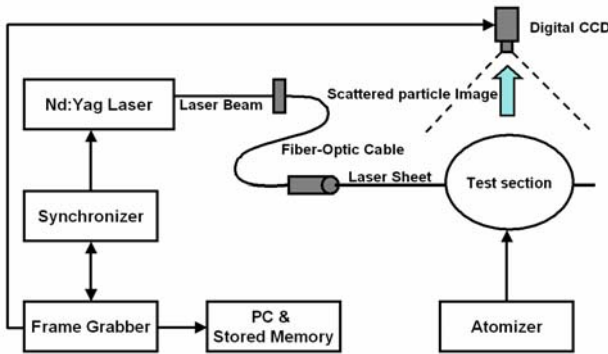 Digital CCD
Nd:Yag Laser
Laser Beam
Scattered particle Image
Fiber-Optic Cable
Laser Sheet
Test section
Synchronizer
Frame Grabber
PC &
Stored Memory
Atomizer